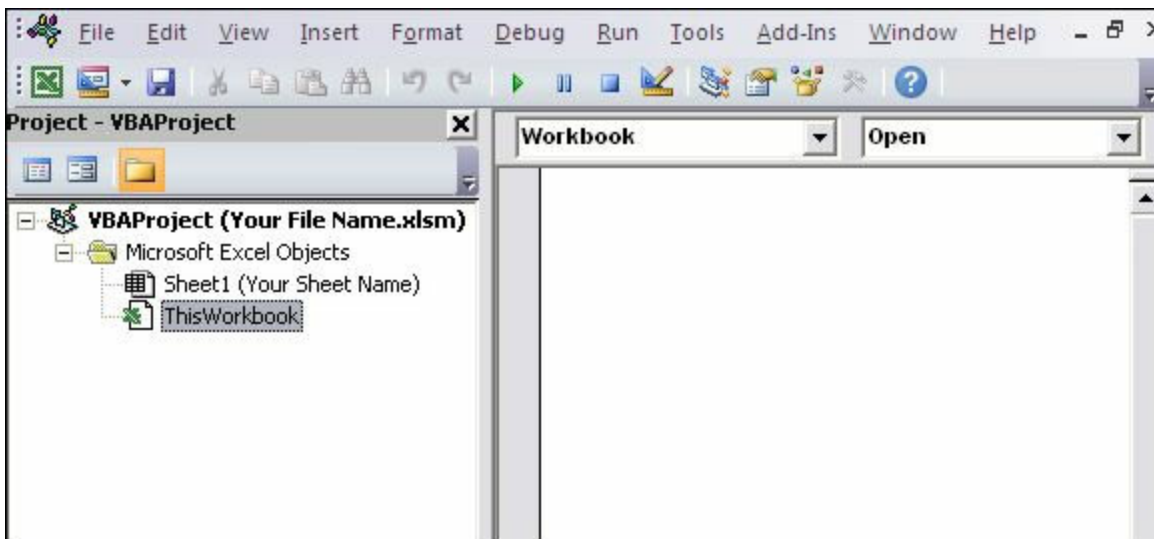 File Edit View Insert Format Debug Run Tools Add-Ins Window Help
Project - VBAProject
Workbook Open
VBAProject (Your File Name.xlsm)
Microsoft Excel Objects
Sheet1 (Your Sheet Name)
ThisWorkbook